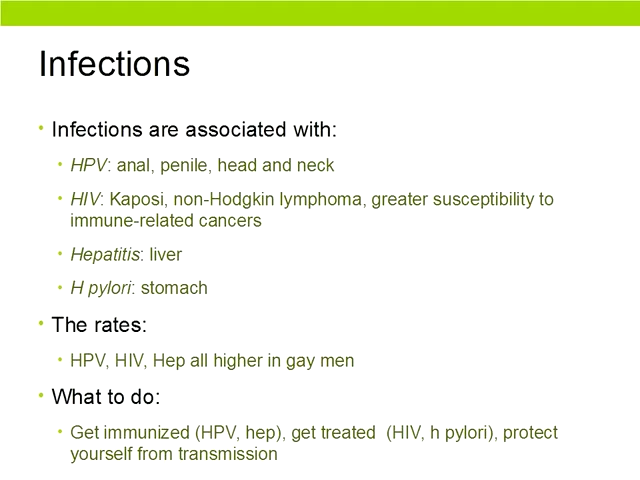 Infections
• Infections are associated with:
• HPV: anal, penile, head and neck
• HIV: Kaposi, non-Hodgkin lymphoma, greater susceptibility to
immune-related cancers
• Hepatitis: liver
• H pylori: stomach
• The rates:
• HPV, HIV, Hep all higher in gay men
• What to do:
• Get immunized (HPV, hep), get treated  (HIV, h pylori), protect
yourself from transmission